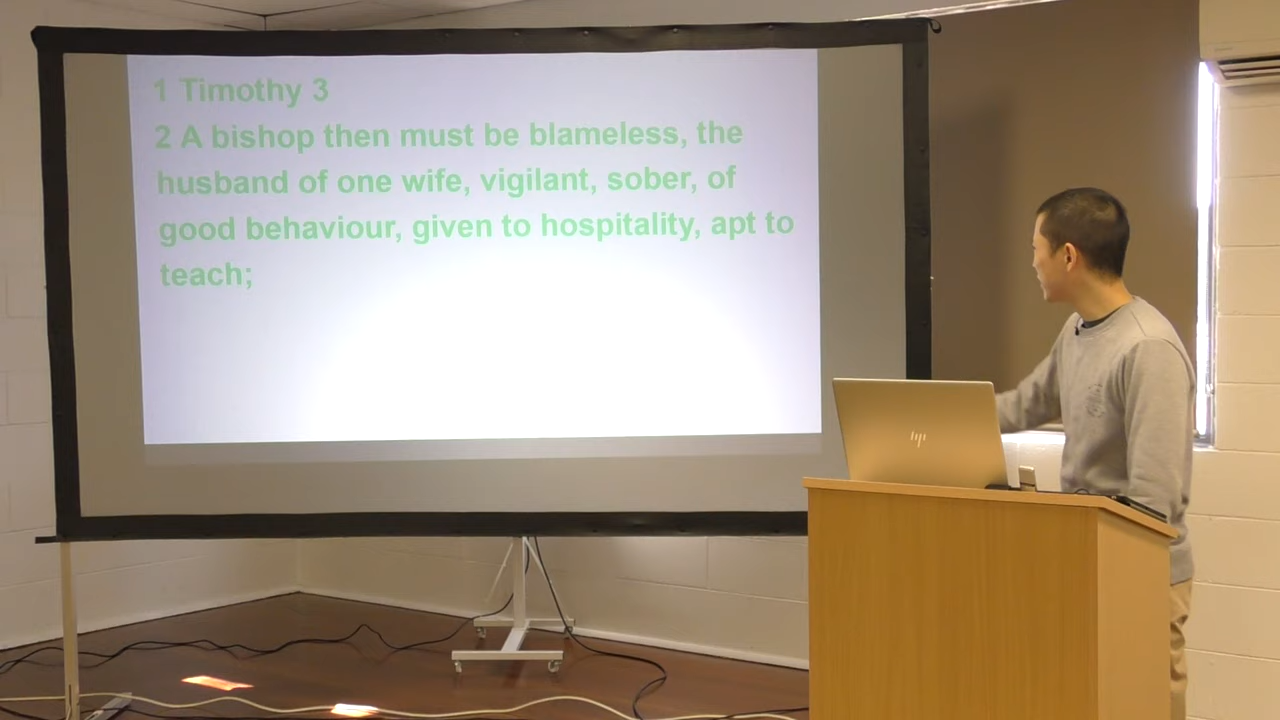 1 Timothy 3
2 A bishop then must be blameless, the
husband of one wife, vigilant, sober, of
good behaviour, given to hospitality, apt to
teach;
hp